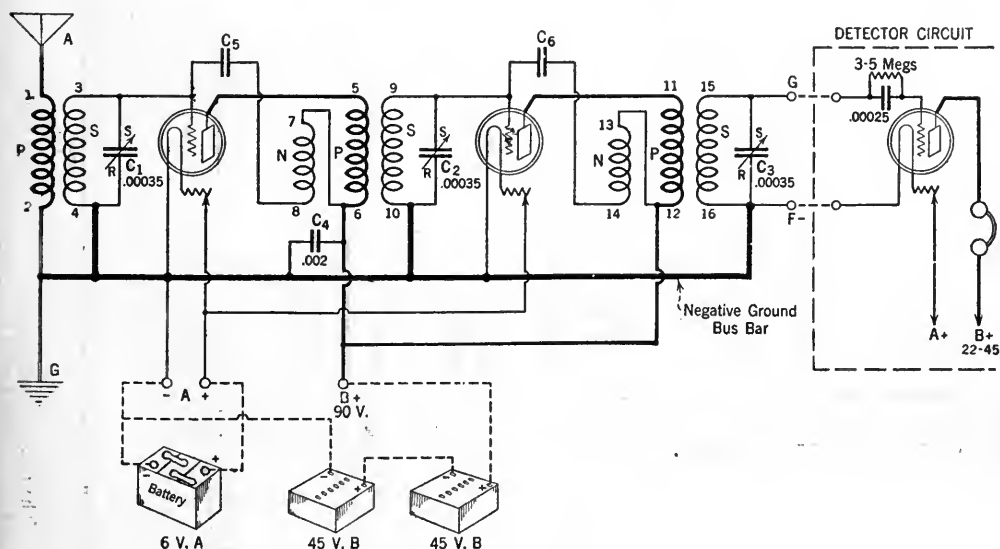 DETECTOR CIRCUIT
A
C5
C6
3-5 Megs
.00025
1
3
5
9
11
15
G
P
S
S
R
C1
.00035
7
N
8
P
S
S
R
C2
.00035
13
N
14
P
S
S
R
C3
.00035
2
4
6
10
12
16
F-
C4
.002
Negative Ground
Bus Bar
A+
B+
22-45
G
- A +
B+
90 V.
Battery
- +
- +
- +
6 V. A
45 V. B
45 V. B